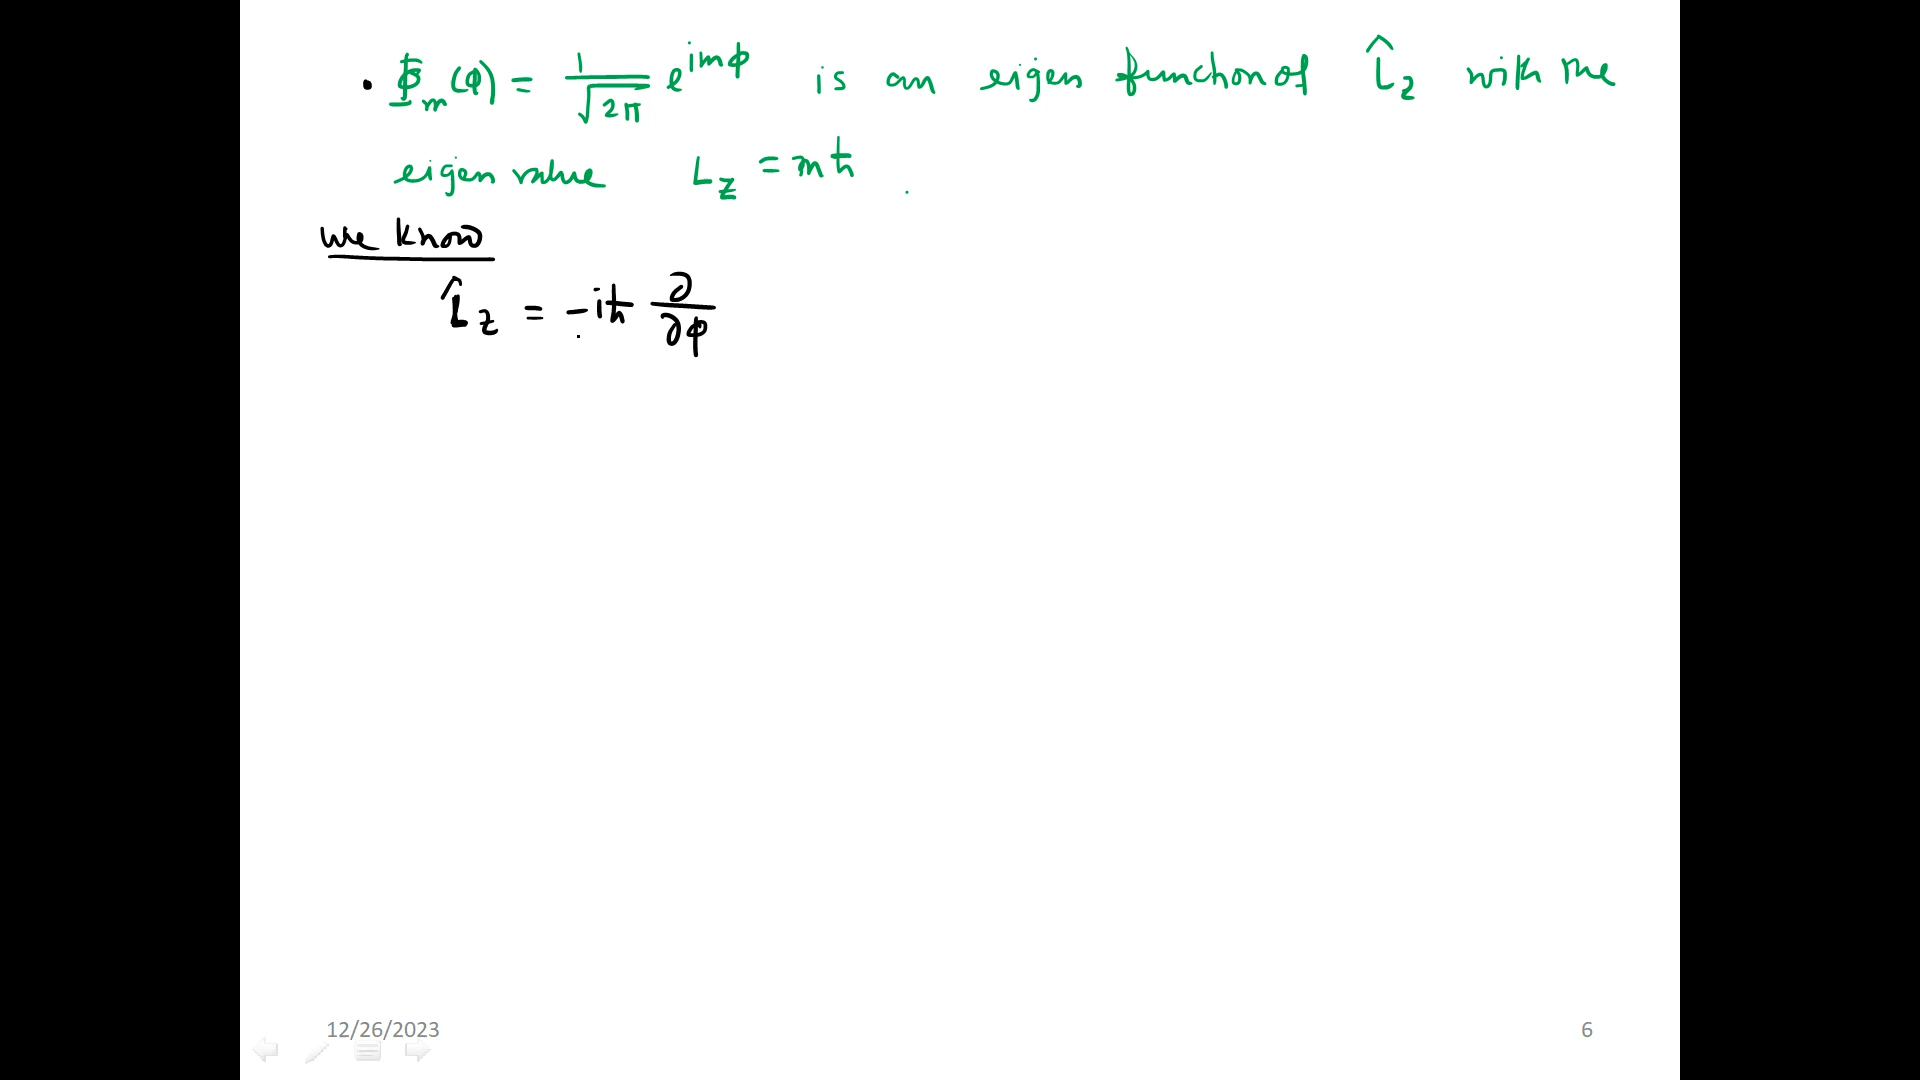 • Φₘ(φ) = 1/√2π e^{imφ} is an eigen function of L̂_z with the
eigen value L_z = mħ .
we know
L̂_z = -iħ ∂/∂φ
12/26/2023 6